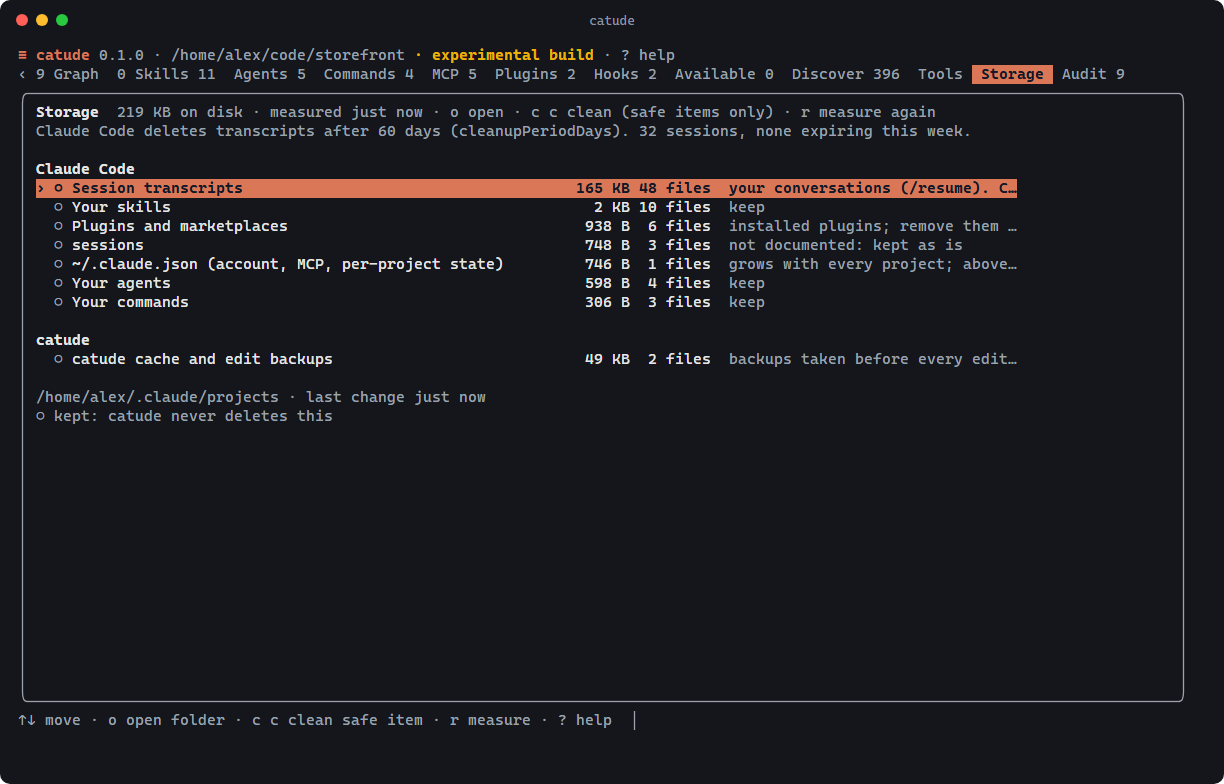 catude
≡ catude 0.1.0 · /home/alex/code/storefront · experimental build · ? help
‹ 9 Graph  0 Skills 11  Agents 5  Commands 4  MCP 5  Plugins 2  Hooks 2  Available 0  Discover 396  Tools  Storage  Audit 9
Storage  219 KB on disk · measured just now · o open · c c clean (safe items only) · r measure again
Claude Code deletes transcripts after 60 days (cleanupPeriodDays). 32 sessions, none expiring this week.
Claude Code
› ○ Session transcripts  165 KB 48 files  your conversations (/resume). C…
○ Your skills  2 KB 10 files  keep
○ Plugins and marketplaces  938 B  6 files  installed plugins; remove them …
○ sessions  748 B  3 files  not documented: kept as is
○ ~/.claude.json (account, MCP, per-project state)  746 B  1 files  grows with every project; above…
○ Your agents  598 B  4 files  keep
○ Your commands  306 B  3 files  keep
catude
○ catude cache and edit backups  49 KB  2 files  backups taken before every edit…
/home/alex/.claude/projects · last change just now
○ kept: catude never deletes this
↑↓ move · o open folder · c c clean safe item · r measure · ? help